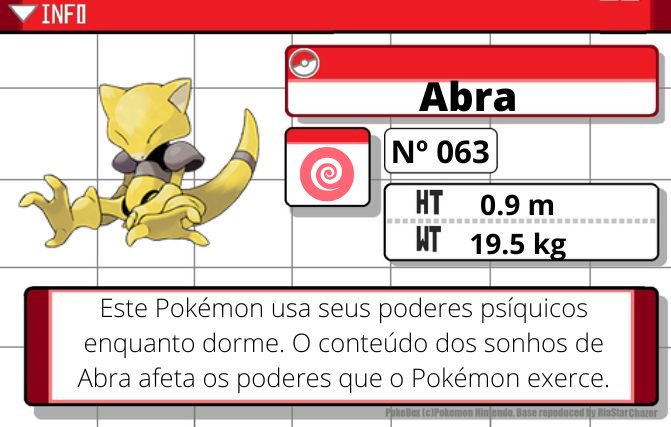 INFO
Abra
Nº 063
HT 0.9 m
WT 19.5 kg
Este Pokémon usa seus poderes psíquicos
enquanto dorme. O conteúdo dos sonhos de
Abra afeta os poderes que o Pokémon exerce.
PokeDex (c)Pokemon Nintendo. Base reproduced by RiaStarChazer